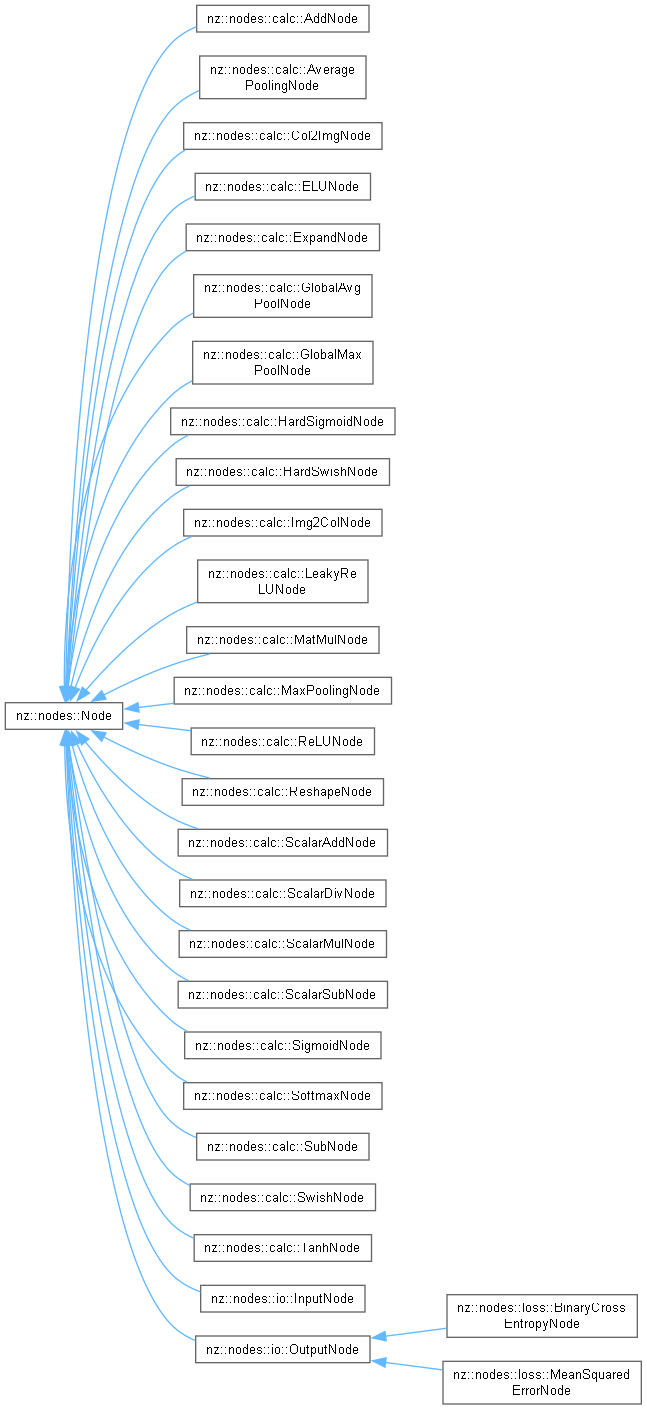 nz::nodes::calc::AddNode
nz::nodes::calc::Average
PoolingNode
nz::nodes::calc::Col2ImgNode
nz::nodes::calc::ELUNode
nz::nodes::calc::ExpandNode
nz::nodes::calc::GlobalAvg
PoolNode
nz::nodes::calc::GlobalMax
PoolNode
nz::nodes::calc::HardSigmoidNode
nz::nodes::calc::HardSwishNode
nz::nodes::calc::Img2ColNode
nz::nodes::calc::LeakyRe
LUNode
nz::nodes::calc::MatMulNode
nz::nodes::calc::MaxPoolingNode
nz::nodes::Node
nz::nodes::calc::ReLUNode
nz::nodes::calc::ReshapeNode
nz::nodes::calc::ScalarAddNode
nz::nodes::calc::ScalarDivNode
nz::nodes::calc::ScalarMulNode
nz::nodes::calc::ScalarSubNode
nz::nodes::calc::SigmoidNode
nz::nodes::calc::SoftmaxNode
nz::nodes::calc::SubNode
nz::nodes::calc::SwishNode
nz::nodes::calc::TanhNode
nz::nodes::io::InputNode
nz::nodes::io::OutputNode
nz::nodes::loss::BinaryCross
EntropyNode
nz::nodes::loss::MeanSquared
ErrorNode